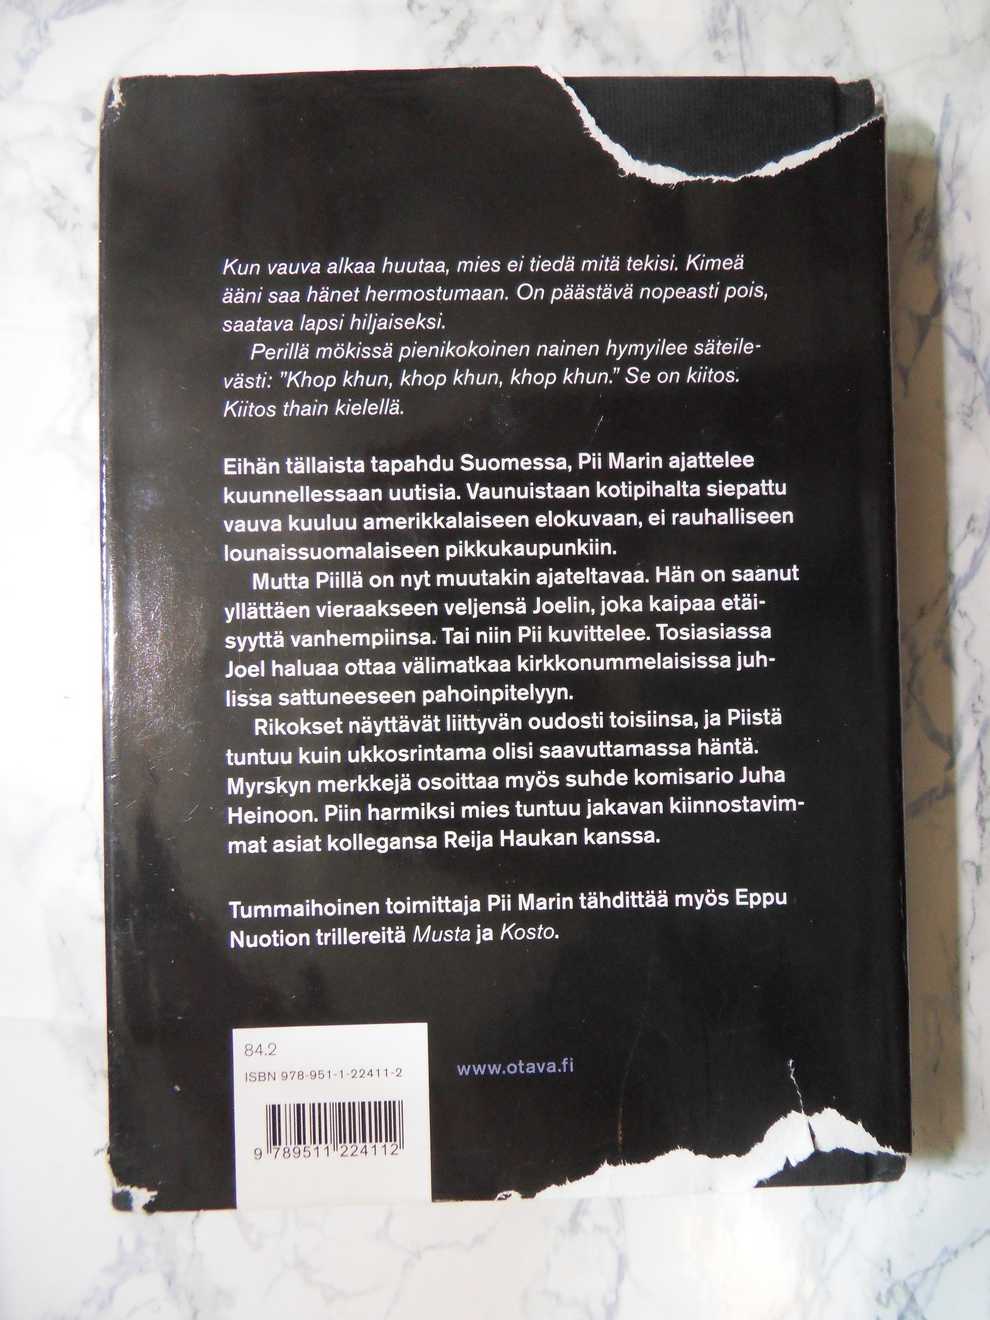 Kun vauva alkaa huutaa, mies ei tiedä mitä tekisi. Kimeä
ääni saa hänet hermostumaan. On päästävä nopeasti pois,
saatava lapsi hiljaiseksi.
Perillä mökissä pienikokoinen nainen hymyilee säteile-
västi: "Khop khun, khop khun, khop khun." Se on kiitos.
Kiitos thain kielellä.
Eihän tällaista tapahdu Suomessa, Pii Marin ajattelee
kuunnellessaan uutisia. Vaunuistaan kotipihalta siepattu
vauva kuuluu amerikkalaiseen elokuvaan, ei rauhalliseen
lounaissuomalaiseen pikkukaupunkiin.
Mutta Piillä on nyt muutakin ajateltavaa. Hän on saanut
yllättäen vieraakseen veljensä Joelin, joka kaipaa etäi-
syyttä vanhempiinsa. Tai niin Pii kuvittelee. Tosiasiassa
Joel haluaa ottaa välimatkaa kirkkonummelaisissa juh-
lissa sattuneeseen pahoinpitelyyn.
Rikokset näyttävät liittyvän oudosti toisiinsa, ja Piistä
tuntuu kuin ukkosrintama olisi saavuttamassa häntä.
Myrskyn merkkejä osoittaa myös suhde komisario Juha
Heinoon. Piin harmiksi mies tuntuu jakavan kiinnostavim-
mat asiat kollegansa Reija Haukan kanssa.
Tummaihoinen toimittaja Pii Marin tähdittää myös Eppu
Nuotion trillereitä Musta ja Kosto.
84.2
ISBN 978-951-1-22411-2
www.otava.fi
9 789511 224112